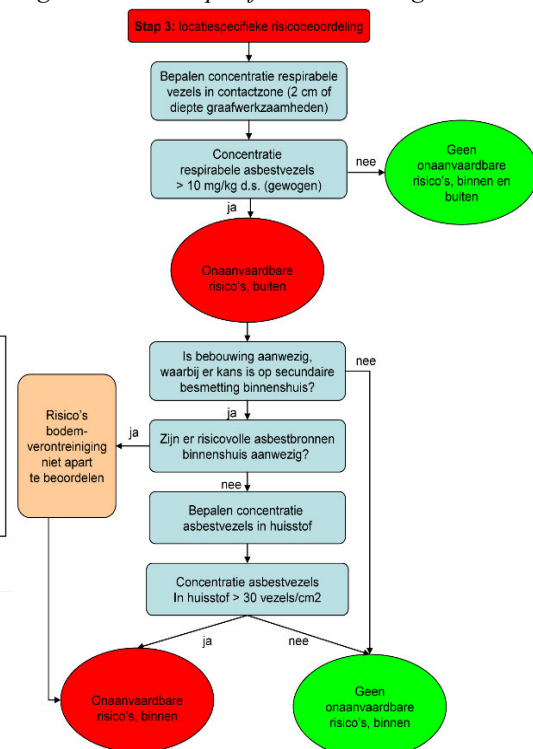 Stap 3: locatiespecifieke risicobeordeling
Bepalen concentratie respirabele
vezels in contactzone (2 cm of
diepte graafwerkzaamheden)
Concentratie
respirabele asbestvezels
> 10 mg/kg d.s. (gewogen)
nee
Geen
onaanvaardbare
risico's, binnen en
buiten
ja
Onaanvaardbare
risico's, buiten
Is bebouwing aanwezig,
waarbij er kans is op secundaire
besmetting binnenshuis?
nee
ja
Zijn er risicovolle asbestbronnen
binnenshuis aanwezig?
ja
Risico's
bodem-
verontreiniging
niet apart
te beoordelen
nee
Bepalen concentratie
asbestvezels in huisstof
Concentratie asbestvezels
In huisstof > 30 vezels/cm2
ja
nee
Onaanvaardbare
risico's, binnen
Geen
onaanvaardbare
risico's, binnen